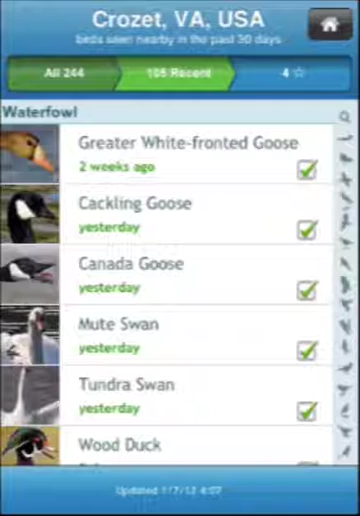 Crozet, VA, USA
birds seen nearby in the past 30 days
All 244
105 Recent
4 ☆
Waterfowl
Greater White-fronted Goose
2 weeks ago
Cackling Goose
yesterday
Canada Goose
yesterday
Mute Swan
yesterday
Tundra Swan
yesterday
Wood Duck
Updated 1/7/12 4:07